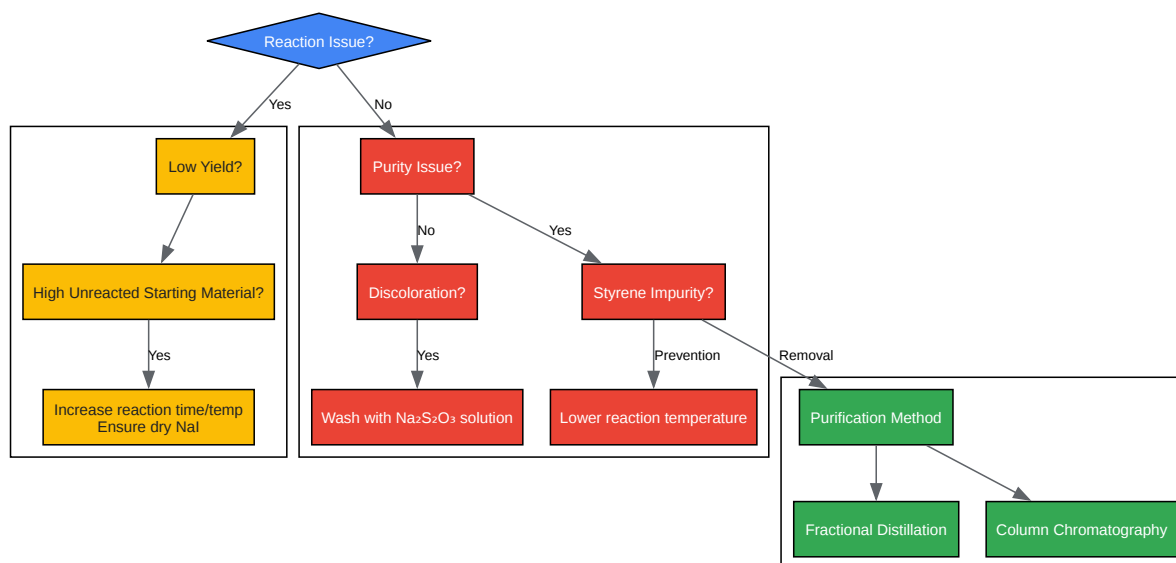 Reaction Issue?
Yes
No
Low Yield?
Purity Issue?
No
Yes
High Unreacted Starting Material?
Discoloration?
Styrene Impurity?
Yes
Yes
Prevention
Removal
Increase reaction time/temp
Ensure dry NaI
Wash with Na₂S₂O₃ solution
Lower reaction temperature
Purification Method
Fractional Distillation
Column Chromatography